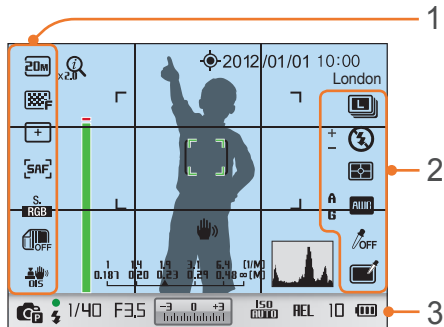 1
20M
x2.0
i
2012/01/01 10:00
London
F
L
+
-
+
2
SAF
S.
RGB
A
G
AWB
OFF
OFF
OIS
1 1.4 1.9 3.1 6.4 (1/M)
0.187 0.20 0.23 0.29 0.48 ∞(M)
P
1/40 F3.5 -3 0 +3 ISO AUTO AEL 10
3